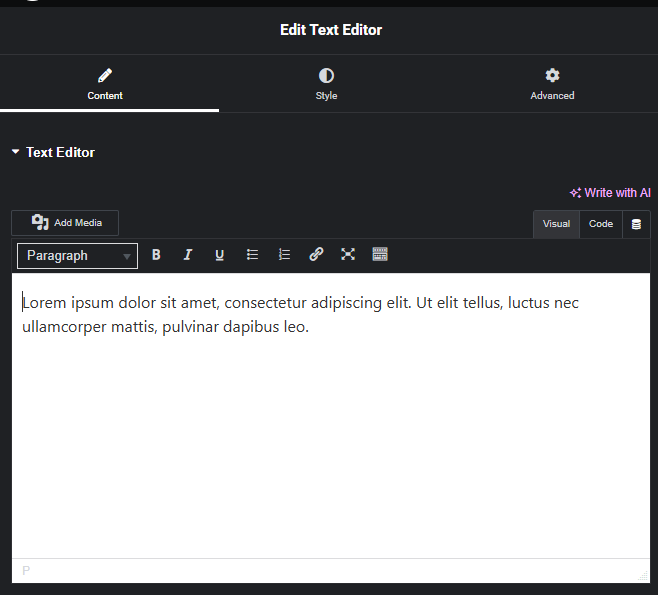 Edit Text Editor
Content Style Advanced
Text Editor
Write with AI
Add Media Visual Code
Paragraph B I U
Lorem ipsum dolor sit amet, consectetur adipiscing elit. Ut elit tellus, luctus nec
ullamcorper mattis, pulvinar dapibus leo.
P